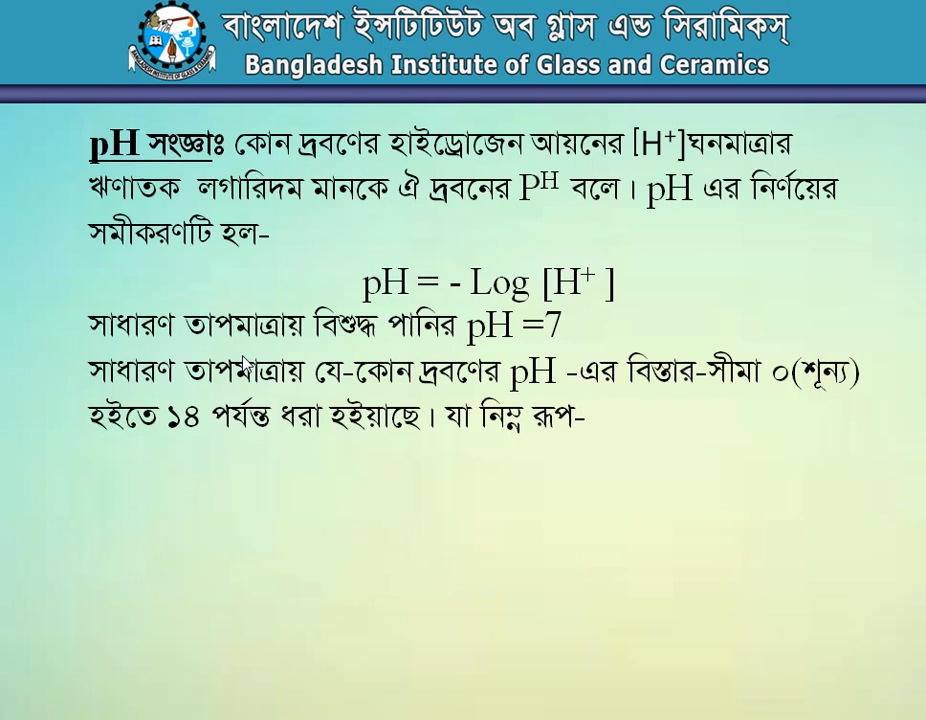 বাংলাদেশ ইন্সটিটিউট অব গ্লাস এন্ড সিরামিকস্
Bangladesh Institute of Glass and Ceramics
pH সংজ্ঞাঃ কোন দ্রবণের হাইড্রোজেন আয়নের [H⁺]ঘনমাত্রার
ঋণাতক লগারিদম মানকে ঐ দ্রবনের Pᴴ বলে। pH এর নির্ণয়ের
সমীকরণটি হল-
pH = - Log [H⁺ ]
সাধারণ তাপমাত্রায় বিশুদ্ধ পানির pH =7
সাধারণ তাপমাত্রায় যে-কোন দ্রবণের pH -এর বিস্তার-সীমা ০(শূন্য)
হইতে ১৪ পর্যন্ত ধরা হইয়াছে। যা নিম্ন রূপ-